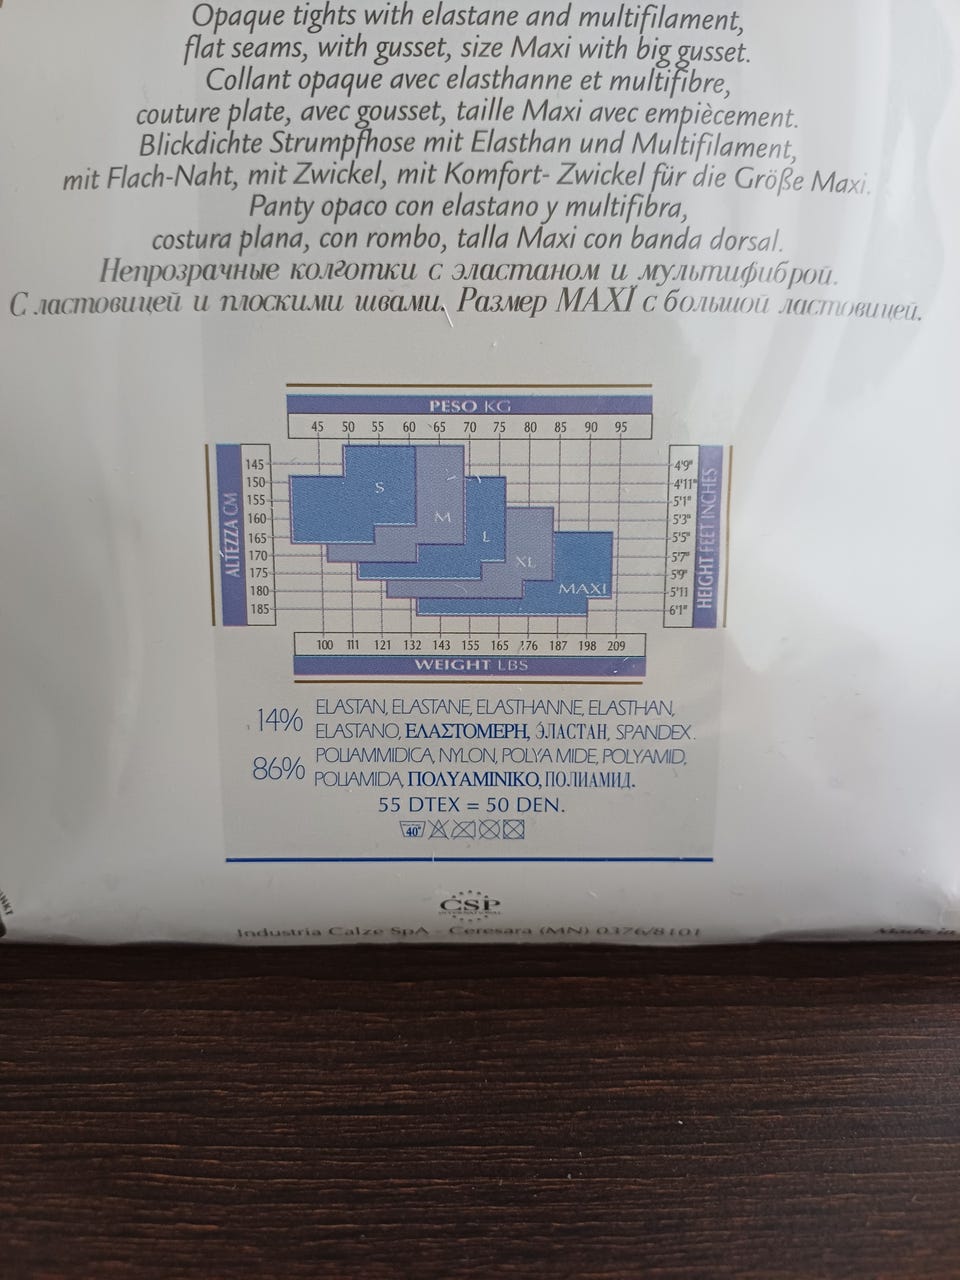 Opaque tights with elastane and multifilament,
flat seams, with gusset, size Maxi with big gusset.
Collant opaque avec elasthanne et multifibre,
couture plate, avec gousset, taille Maxi avec empiècement.
Blickdichte Strumpfhose mit Elasthan und Multifilament,
mit Flach-Naht, mit Zwickel, mit Komfort- Zwickel für die Größe Maxi.
Panty opaco con elastano y multifibra,
costura plana, con rombo, talla Maxi con banda dorsal.
Непрозрачные колготки с эластаном и мультифиброй.
С ластовицей и плоскими швами. Размер MAXI с большой ластовицей.
PESO KG
45 50 55 60 65 70 75 80 85 90 95
ALTEZZA CM
145
150
155
160
165
170
175
180
185
S
M
L
XL
MAXI
4'9"
4'11"
5'1"
5'3"
5'5"
5'7"
5'9"
5'11
6'1"
HEIGHT FEET INCHES
100 111 121 132 143 155 165 176 187 198 209
WEIGHT LBS
14% ELASTAN, ELASTANE, ELASTHANNE, ELASTHAN,
ELASTANO, ΕΛΑΣΤΟΜΕΡΗ, ЭЛАСТАН, SPANDEX.
86% POLIAMMIDICA, NYLON, POLYA MIDE, POLYAMID,
POLIAMIDA, ΠΟΛΥΑΜΙΝΙΚΟ, ПОЛИАМИД.
55 DTEX = 50 DEN.
40°
CSP
INTERNATIONAL
Industria Calze SpA - Ceresara (MN) 0376/8101
Made in